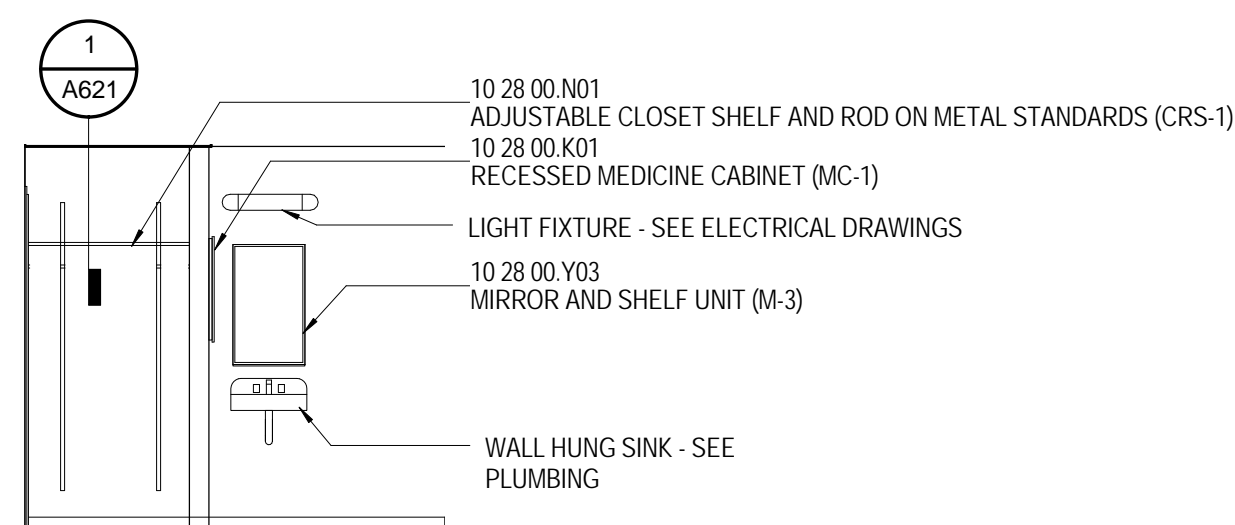 1
A621
10 28 00.N01
ADJUSTABLE CLOSET SHELF AND ROD ON METAL STANDARDS (CRS-1)
10 28 00.K01
RECESSED MEDICINE CABINET (MC-1)
LIGHT FIXTURE - SEE ELECTRICAL DRAWINGS
10 28 00.Y03
MIRROR AND SHELF UNIT (M-3)
WALL HUNG SINK - SEE
PLUMBING